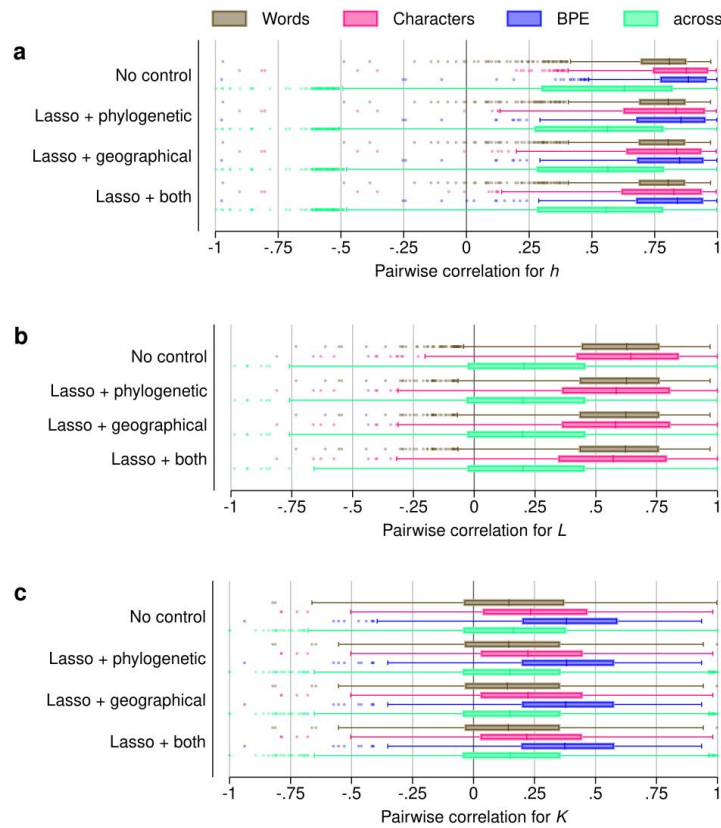 Words Characters BPE across
a
No control
Lasso + phylogenetic
Lasso + geographical
Lasso + both
-1 -.75 -.5 -.25 0 .25 .5 .75 1
Pairwise correlation for h
b
No control
Lasso + phylogenetic
Lasso + geographical
Lasso + both
-1 -.75 -.5 -.25 0 .25 .5 .75 1
Pairwise correlation for L
c
No control
Lasso + phylogenetic
Lasso + geographical
Lasso + both
-1 -.75 -.5 -.25 0 .25 .5 .75 1
Pairwise correlation for K